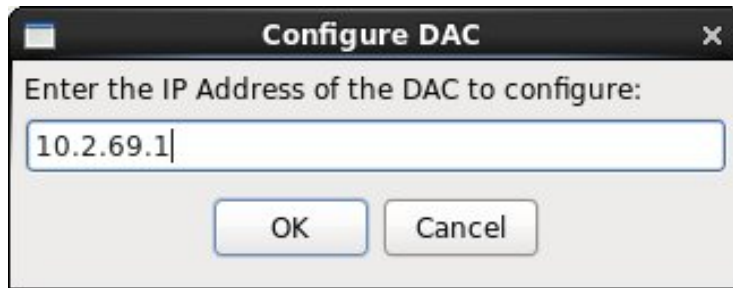 Configure DAC
Enter the IP Address of the DAC to configure:
10.2.69.1
OK Cancel